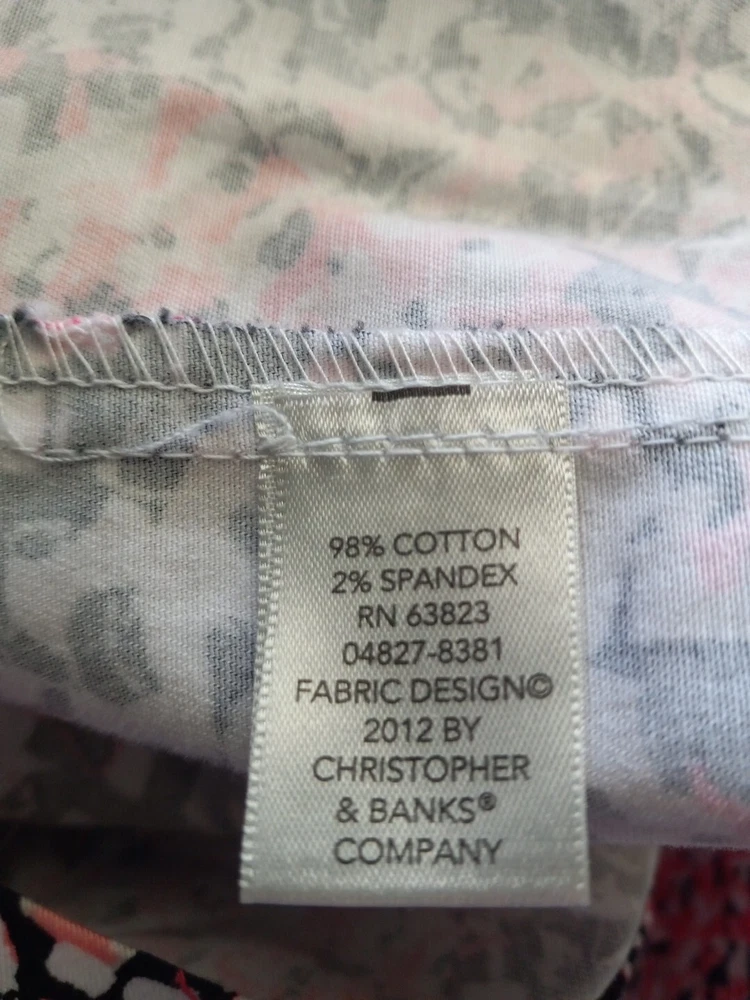 98% COTTON
2% SPANDEX
RN 63823
04827-8381
FABRIC DESIGN©
2012 BY
CHRISTOPHER
& BANKS®
COMPANY